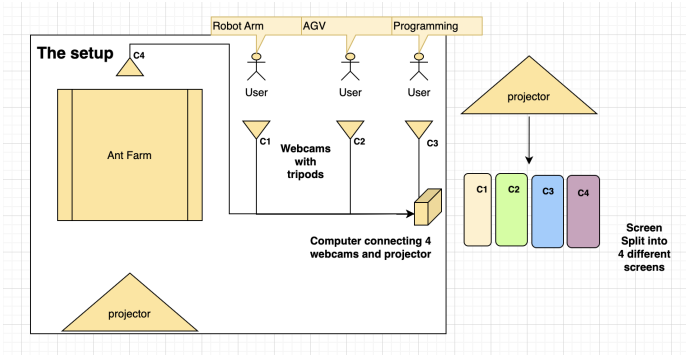 Robot Arm
AGV
Programming
The setup
C4
User
User
User
Ant Farm
C1
C2
C3
Webcams
with
tripods
Computer connecting 4
webcams and projector
projector
projector
C1
C2
C3
C4
Screen
Split into
4 different
screens